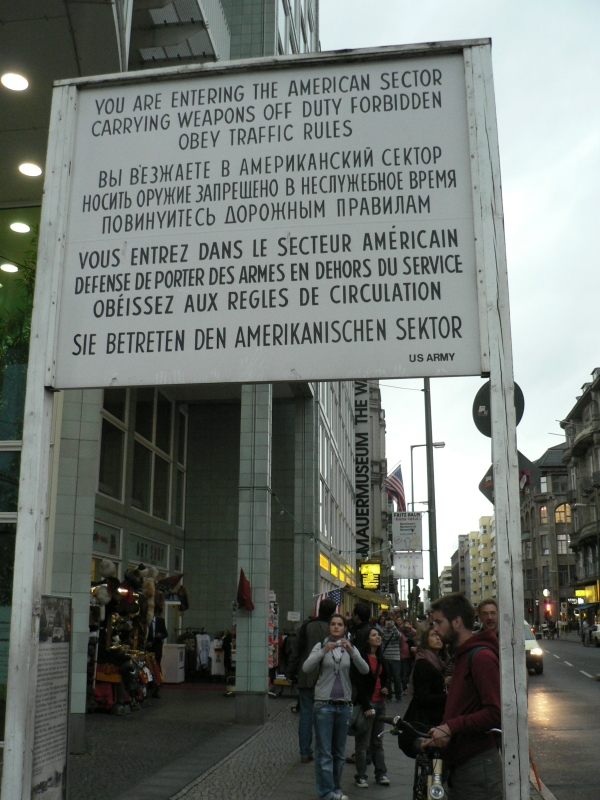 YOU ARE ENTERING THE AMERICAN SECTOR
CARRYING WEAPONS OFF DUTY FORBIDDEN
OBEY TRAFFIC RULES
ВЫ ВЪЕЗЖАЕТЕ В АМЕРИКАНСКИЙ СЕКТОР
НОСИТЬ ОРУЖИЕ ЗАПРЕЩЕНО В НЕСЛУЖЕБНОЕ ВРЕМЯ
ПОВИНУИТЕСЬ ДОРОЖНЫМ ПРАВИЛАМ
VOUS ENTREZ DANS LE SECTEUR AMÉRICAIN
DEFENSE DE PORTER DES ARMES EN DEHORS DU SERVICE
OBÉISSEZ AUX REGLES DE CIRCULATION
SIE BETRETEN DEN AMERIKANISCHEN SEKTOR
US ARMY
MAUERMUSEUM THE W